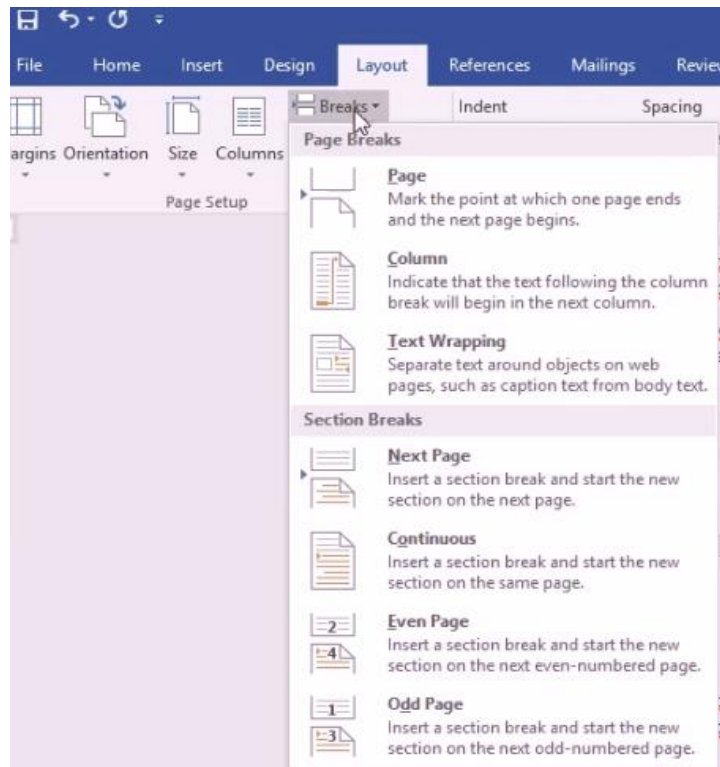 File Home Insert Design Layout References Mailings Review
Breaks Indent Spacing
argins Orientation Size Columns
Page Setup
Page Breaks
Page
Mark the point at which one page ends
and the next page begins.
Column
Indicate that the text following the column
break will begin in the next column.
Text Wrapping
Separate text around objects on web
pages, such as caption text from body text.
Section Breaks
Next Page
Insert a section break and start the new
section on the next page.
Continuous
Insert a section break and start the new
section on the same page.
2
4
Even Page
Insert a section break and start the new
section on the next even-numbered page.
1
3
Odd Page
Insert a section break and start the new
section on the next odd-numbered page.